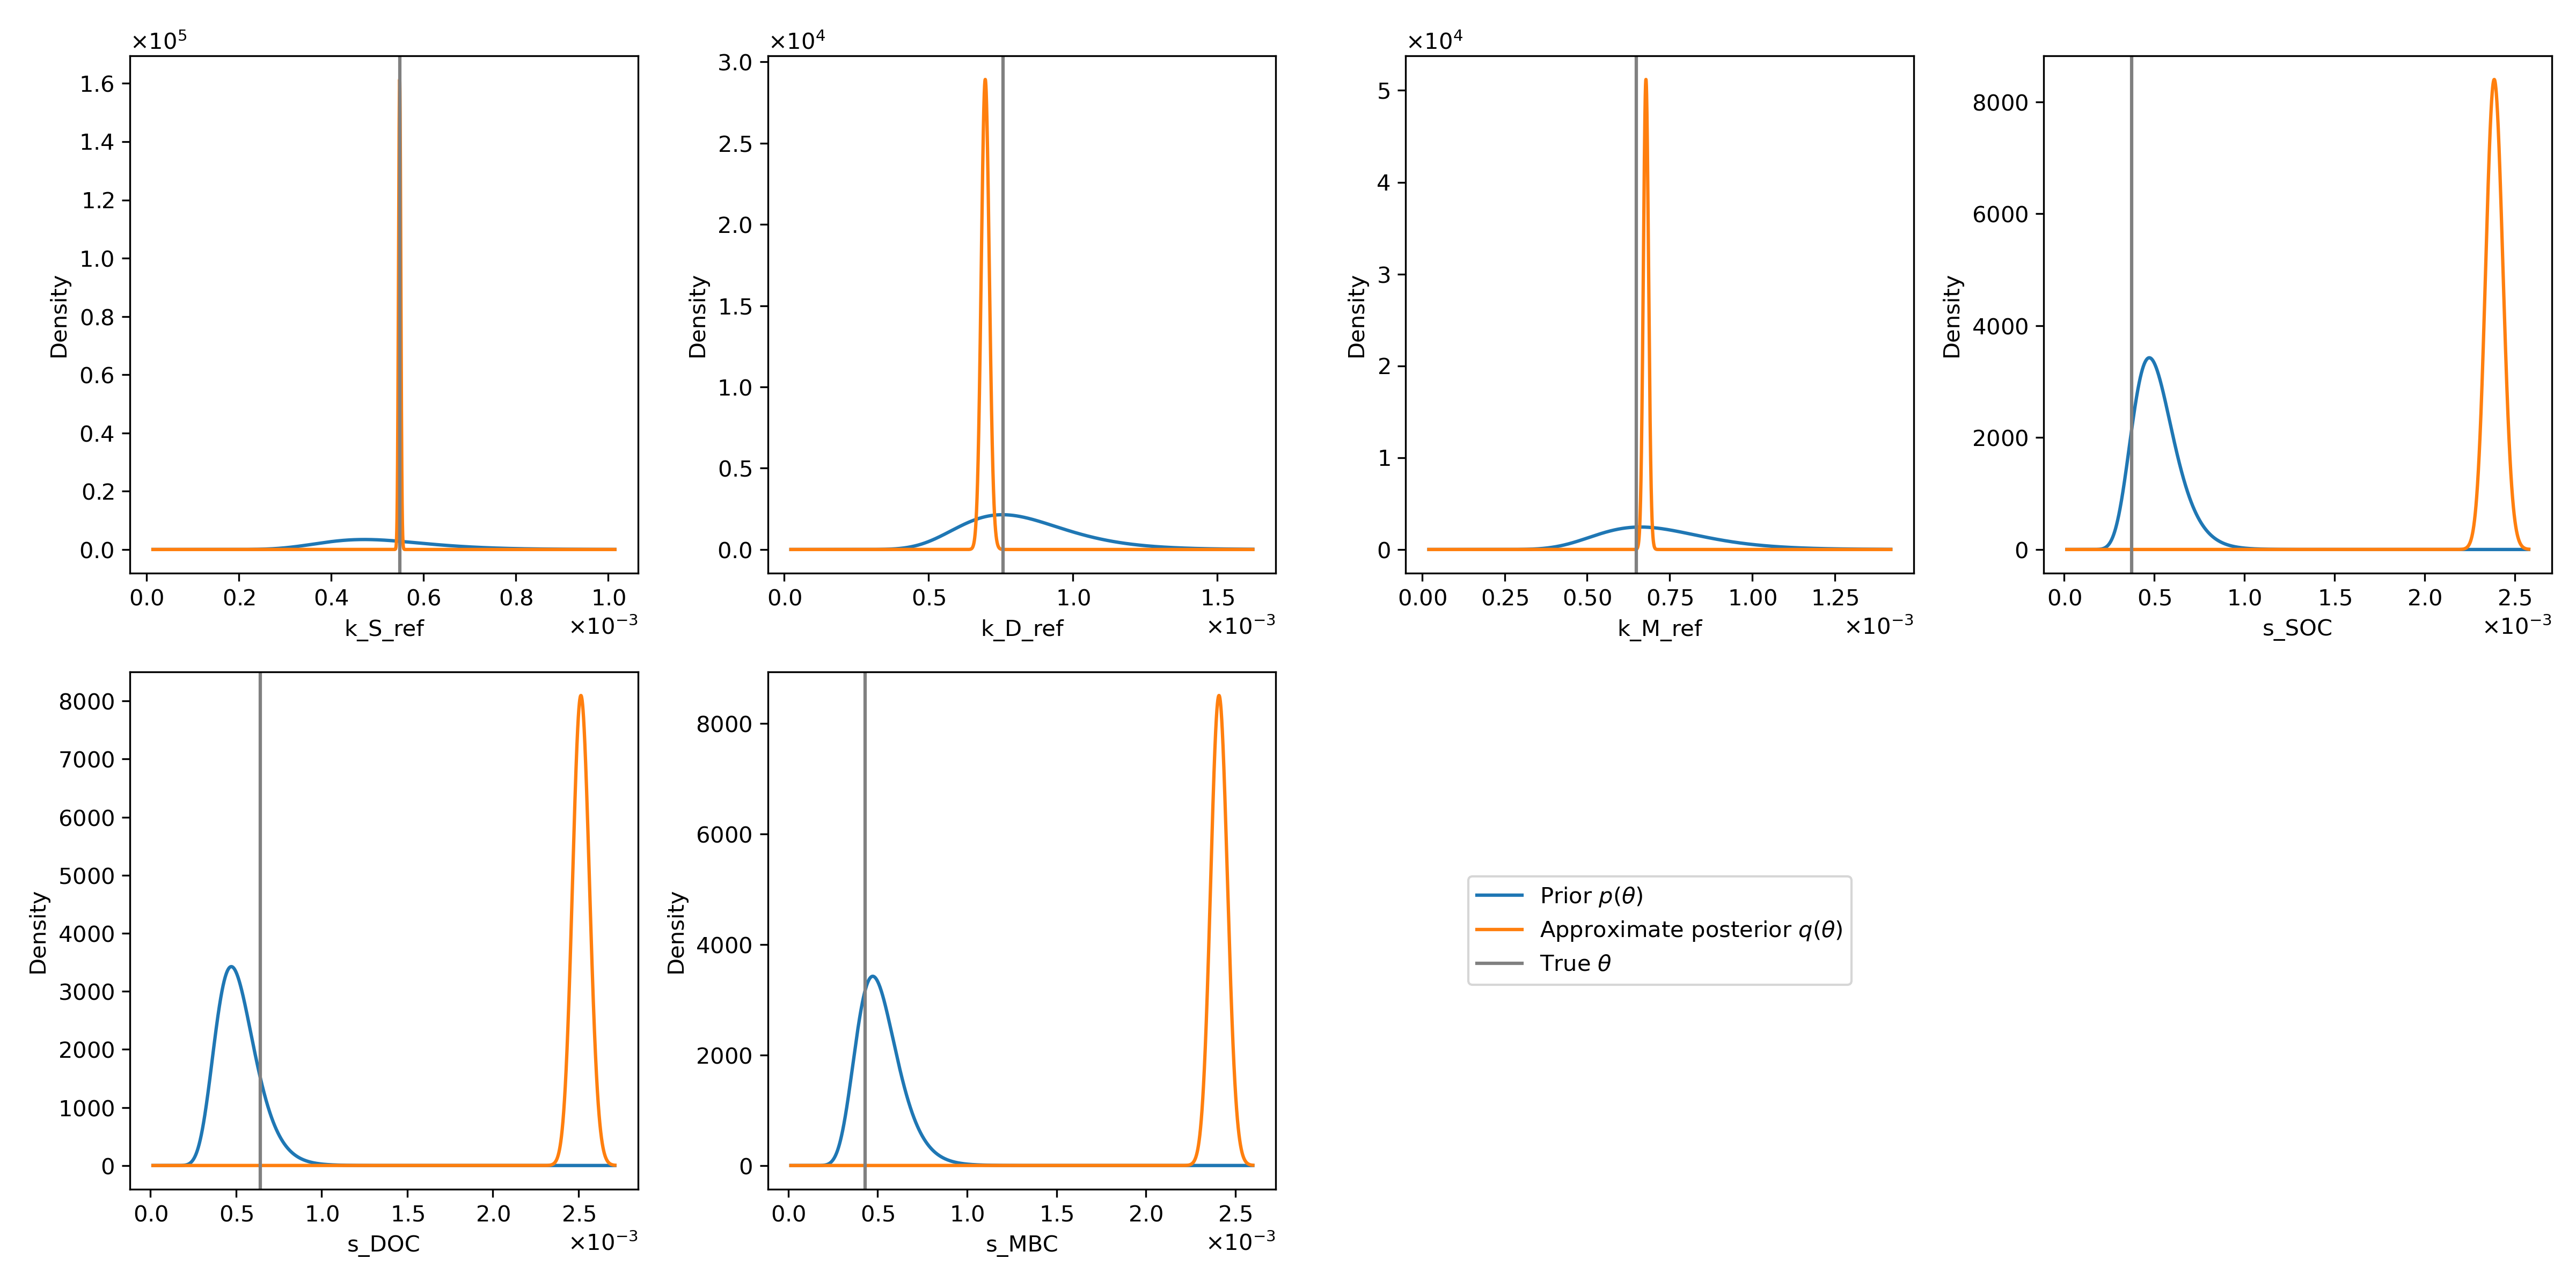 ×10⁵
1.6
1.4
1.2
1.0
0.8
0.6
0.4
0.2
0.0
Density
0.0 0.2 0.4 0.6 0.8 1.0
k_S_ref
×10⁻³
×10⁴
3.0
2.5
2.0
1.5
1.0
0.5
0.0
Density
0.0 0.5 1.0 1.5
k_D_ref
×10⁻³
×10⁴
5
4
3
2
1
0
Density
0.00 0.25 0.50 0.75 1.00 1.25
k_M_ref
×10⁻³
8000
6000
4000
2000
0
Density
0.0 0.5 1.0 1.5 2.0 2.5
s_SOC
×10⁻³
8000
7000
6000
5000
4000
3000
2000
1000
0
Density
0.0 0.5 1.0 1.5 2.0 2.5
s_DOC
×10⁻³
8000
6000
4000
2000
0
Density
0.0 0.5 1.0 1.5 2.0 2.5
s_MBC
×10⁻³
Prior p(θ)
Approximate posterior q(θ)
True θ